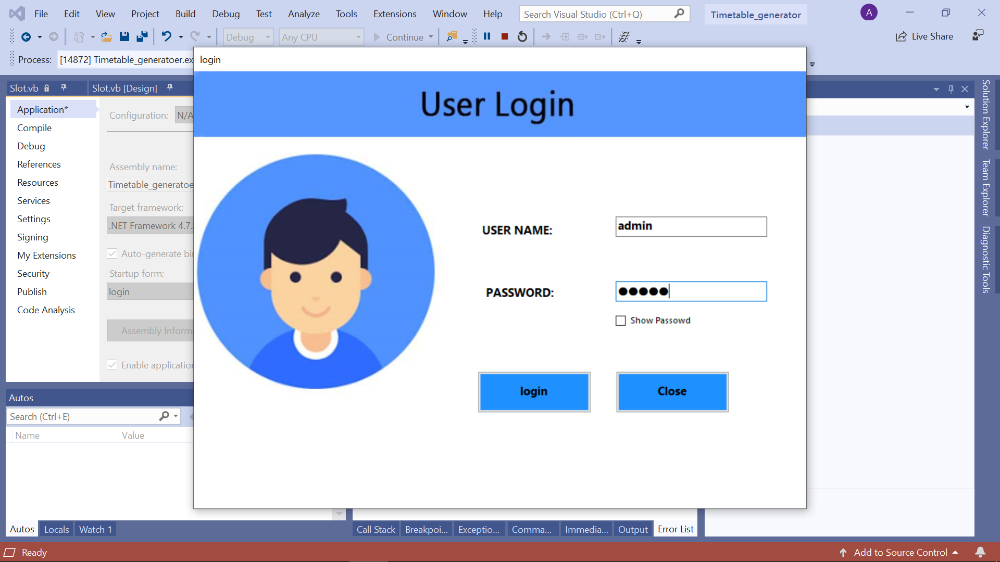 File Edit View Project Build Debug Test Analyze Tools Extensions Window Help Search Visual Studio (Ctrl+Q) Timetable_generator A
Debug Any CPU Continue Live Share
Process: [14872] Timetable_generatoer.ex
login
Slot.vb Slot.vb [Design]
User Login
Application*
Compile
Debug
References
Resources
Services
Settings
Signing
My Extensions
Security
Publish
Code Analysis
Configuration: N/A
Assembly name:
Timetable_generatoe
Target framework:
.NET Framework 4.7.
Auto-generate bin
Startup form:
login
Assembly Informa
Enable application
USER NAME: admin
PASSWORD: ●●●●●
Show Passowd
login Close
Solution Explorer
Team Explorer
Diagnostic Tools
Autos
Search (Ctrl+E)
Name Value
Autos Locals Watch 1
Call Stack Breakpoi... Exceptio... Comma... Immedia... Output Error List
Ready Add to Source Control